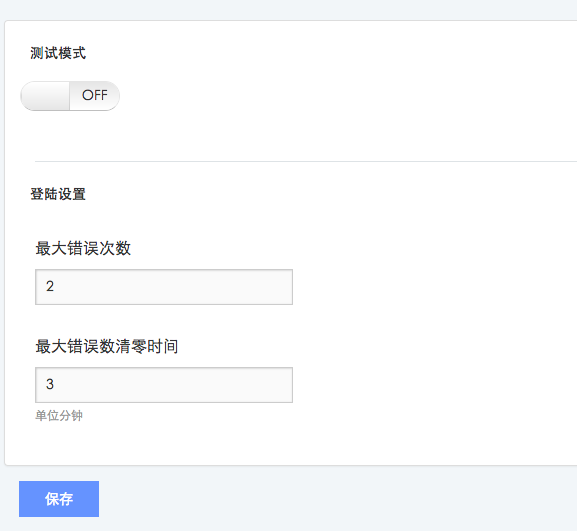 测试模式
OFF
登陆设置
最大错误次数
2
最大错误数清零时间
3
单位分钟
保存